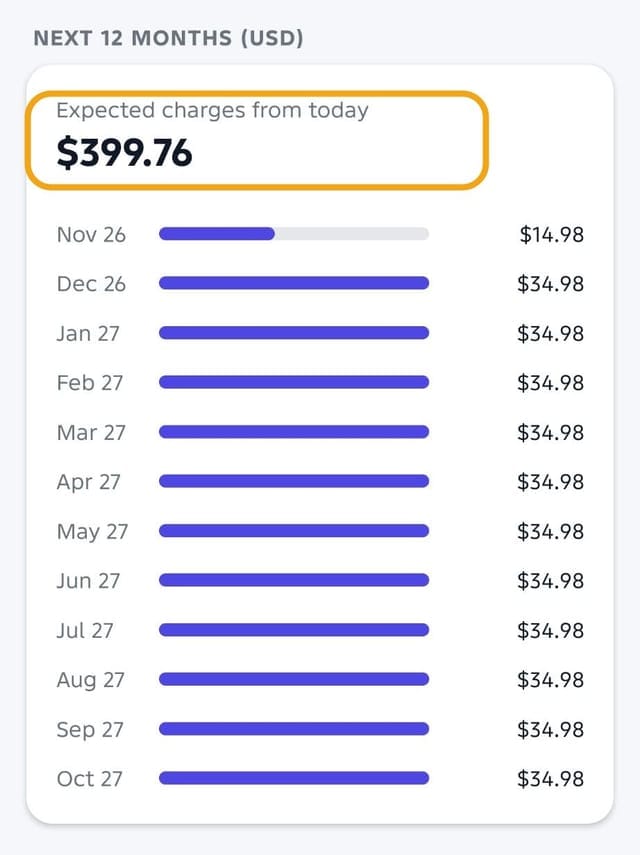 NEXT 12 MONTHS (USD)
Expected charges from today
$399.76
Nov 26 $14.98
Dec 26 $34.98
Jan 27 $34.98
Feb 27 $34.98
Mar 27 $34.98
Apr 27 $34.98
May 27 $34.98
Jun 27 $34.98
Jul 27 $34.98
Aug 27 $34.98
Sep 27 $34.98
Oct 27 $34.98